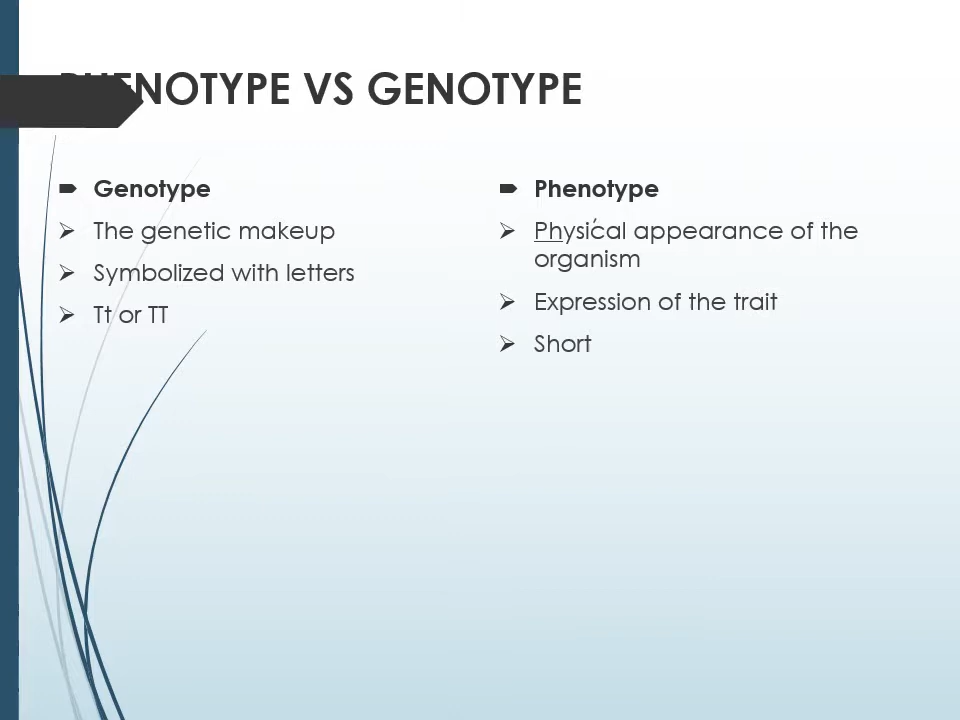 PHENOTYPE VS GENOTYPE
Genotype
The genetic makeup
Symbolized with letters
Tt or TT
Phenotype
Physical appearance of the
organism
Expression of the trait
Short